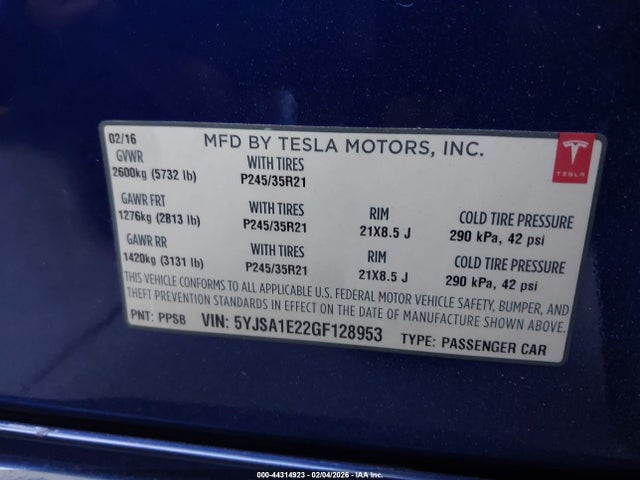 02/16 MFD BY TESLA MOTORS, INC.
TESLA
GVWR WITH TIRES
2600kg (5732 lb) P245/35R21
GAWR FRT WITH TIRES RIM COLD TIRE PRESSURE
1276kg (2813 lb) P245/35R21 21X8.5 J 290 kPa, 42 psi
GAWR RR WITH TIRES RIM COLD TIRE PRESSURE
1420kg (3131 lb) P245/35R21 21X8.5 J 290 kPa, 42 psi
THIS VEHICLE CONFORMS TO ALL APPLICABLE U.S. FEDERAL MOTOR VEHICLE SAFETY, BUMPER, AND
THEFT PREVENTION STANDARDS IN EFFECT ON THE DATE OF MANUFACTURE SHOWN ABOVE.
PNT: PPSB VIN: 5YJSA1E22GF128953 TYPE: PASSENGER CAR
000-44314923 - 02/04/2026 - IAA Inc.